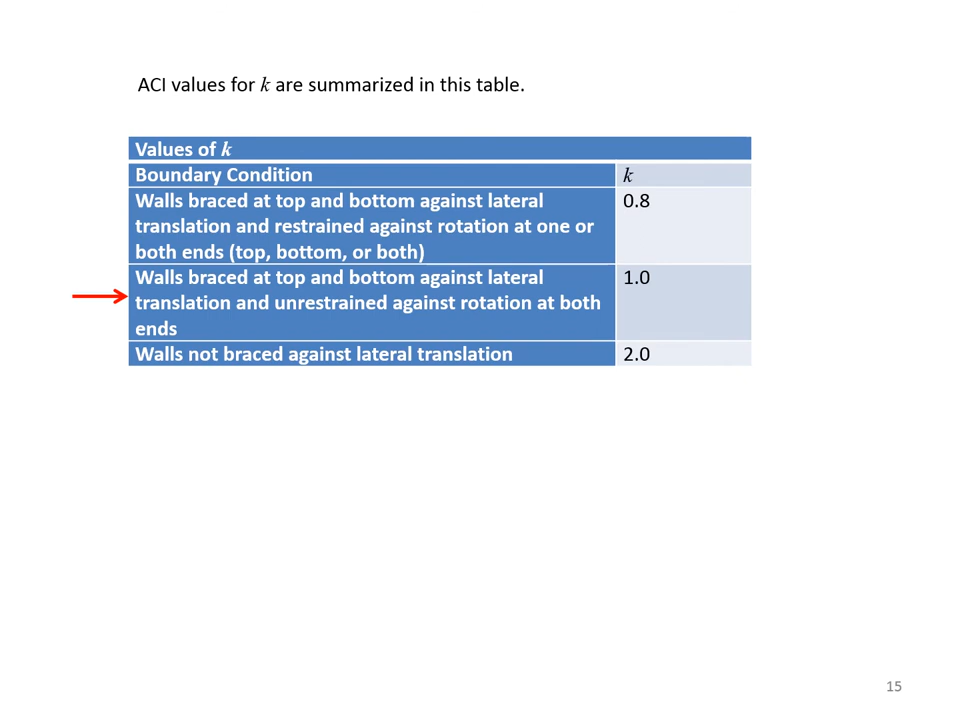 ACI values for k are summarized in this table.
Values of k
Boundary Condition k
Walls braced at top and bottom against lateral 0.8
translation and restrained against rotation at one or
both ends (top, bottom, or both)
Walls braced at top and bottom against lateral 1.0
translation and unrestrained against rotation at both
ends
Walls not braced against lateral translation 2.0
15